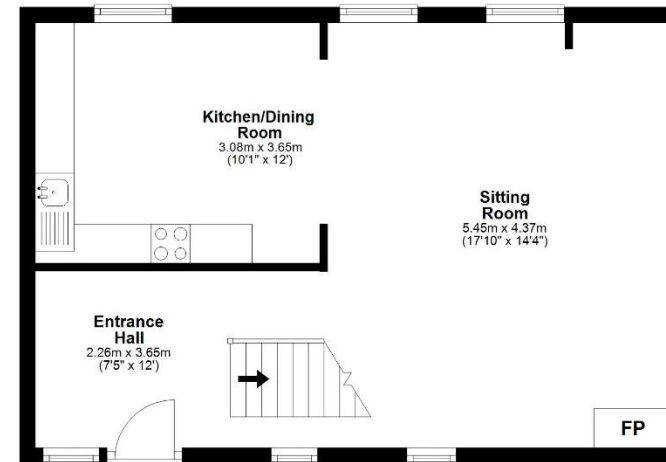 Kitchen/Dining
Room
3.08m x 3.65m
(10'1" x 12')
Sitting
Room
5.45m x 4.37m
(17'10" x 14'4")
Entrance
Hall
2.26m x 3.65m
(7'5" x 12')
FP